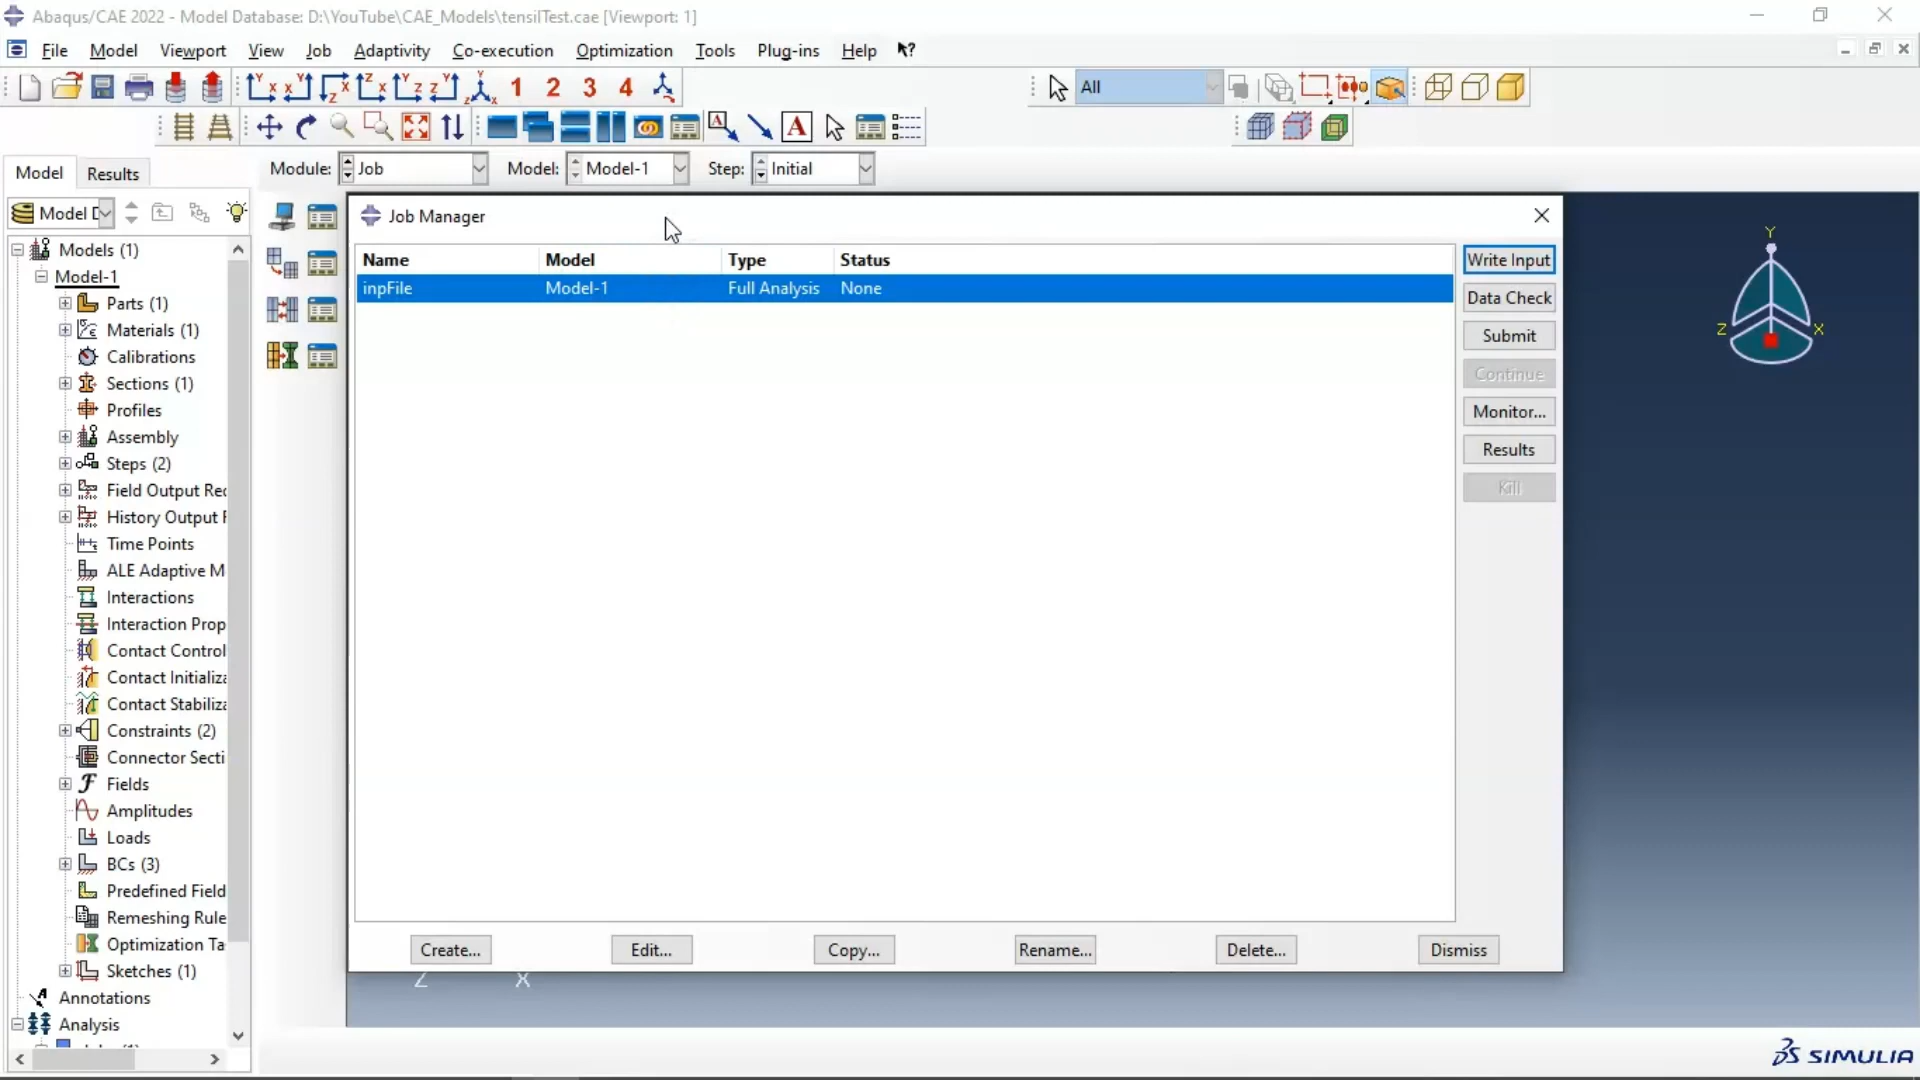 Abaqus/CAE 2022 - Model Database: D:\YouTube\CAE_Models\tensilTest.cae [Viewport: 1]
File Model Viewport View Job Adaptivity Co-execution Optimization Tools Plug-ins Help
1 2 3 4 All
Model Results Module: Job Model: Model-1 Step: Initial
Model D
Job Manager
Name Model Type Status
inpFile Model-1 Full Analysis None
Write Input
Data Check
Submit
Continue
Monitor...
Results
Kill
Y
Z X
Models (1)
Model-1
Parts (1)
Materials (1)
Calibrations
Sections (1)
Profiles
Assembly
Steps (2)
Field Output Rec
History Output F
Time Points
ALE Adaptive M
Interactions
Interaction Prop
Contact Control
Contact Initializa
Contact Stabiliza
Constraints (2)
Connector Secti
Fields
Amplitudes
Loads
BCs (3)
Predefined Field
Remeshing Rule
Optimization Ta
Sketches (1)
Annotations
Analysis
Create... Edit... Copy... Rename... Delete... Dismiss
Z X
SIMULIA